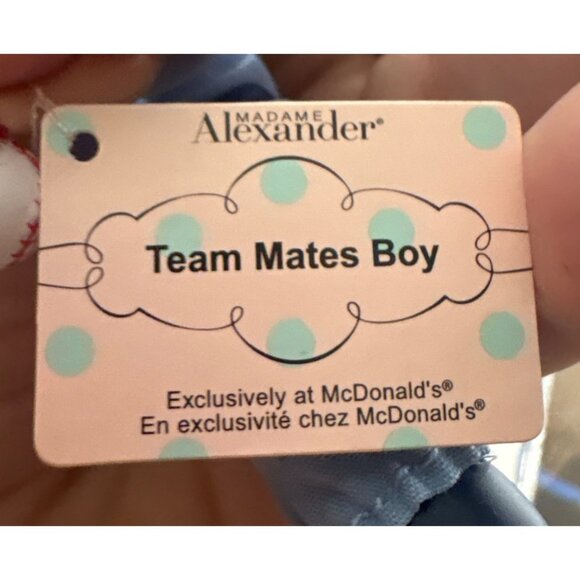 MADAME
Alexander®
Team Mates Boy
Exclusively at McDonald's®
En exclusivité chez McDonald's®